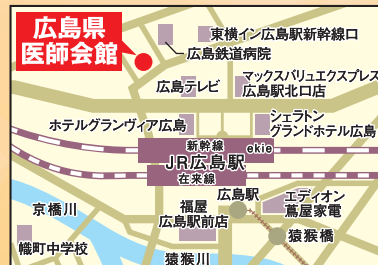 広島県
医師会館
東横イン広島駅新幹線口
広島鉄道病院
広島テレビ
マックスバリュエクスプレス
広島駅北口店
ホテルグランヴィア広島
シェラトン
グランドホテル広島
新幹線
ekie
JR広島駅
在来線
広島駅
京橋川
福屋
広島駅前店
エディオン
蔦屋家電
猿猴橋
幟町中学校
猿猴川